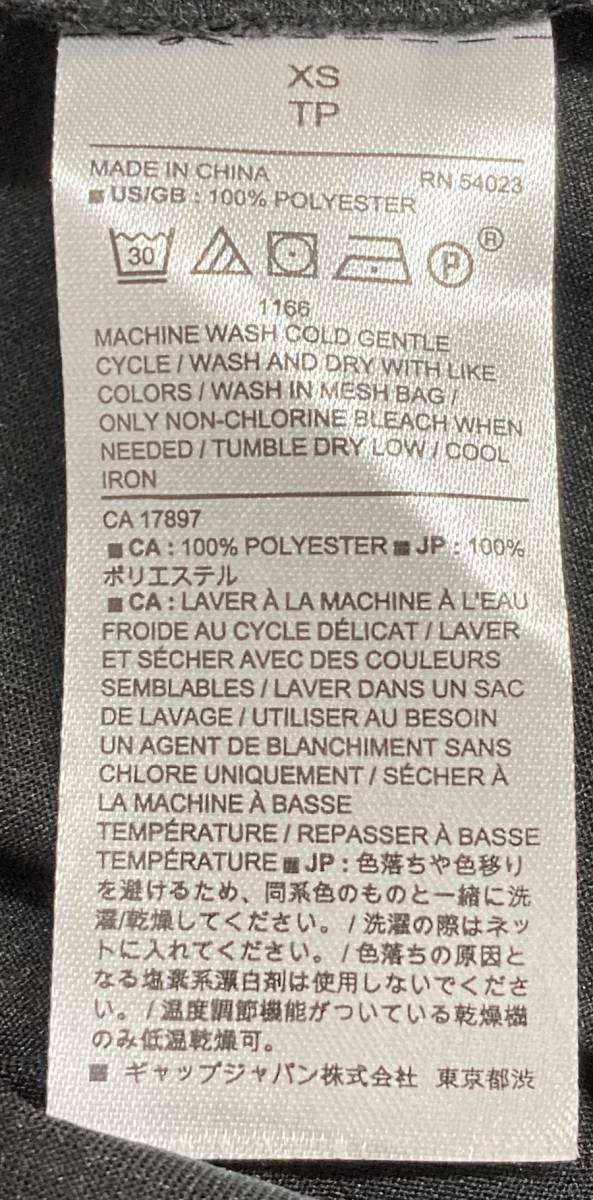 XS
TP
MADE IN CHINA
RN 54023
■ US/GB : 100% POLYESTER
30
P
®
1166
MACHINE WASH COLD GENTLE
CYCLE / WASH AND DRY WITH LIKE
COLORS / WASH IN MESH BAG /
ONLY NON-CHLORINE BLEACH WHEN
NEEDED / TUMBLE DRY LOW / COOL
IRON
CA 17897
■ CA : 100% POLYESTER ■ JP : 100%
ポリエステル
■ CA : LAVER À LA MACHINE À L'EAU
FROIDE AU CYCLE DÉLICAT / LAVER
ET SÉCHER AVEC DES COULEURS
SEMBLABLES / LAVER DANS UN SAC
DE LAVAGE / UTILISER AU BESOIN
UN AGENT DE BLANCHIMENT SANS
CHLORE UNIQUEMENT / SÉCHER À
LA MACHINE À BASSE
TEMPÉRATURE / REPASSER À BASSE
TEMPÉRATURE ■ JP : 色落ちや色移り
を避けるため、同系色のものと一緒に洗
濯/乾燥してください。 / 洗濯の際はネッ
トに入れてください。 / 色落ちの原因と
なる塩素系漂白剤は使用しないでくださ
い。 / 温度調節機能がついている乾燥機
のみ低温乾燥可。
■ ギャップジャパン株式会社 東京都渋